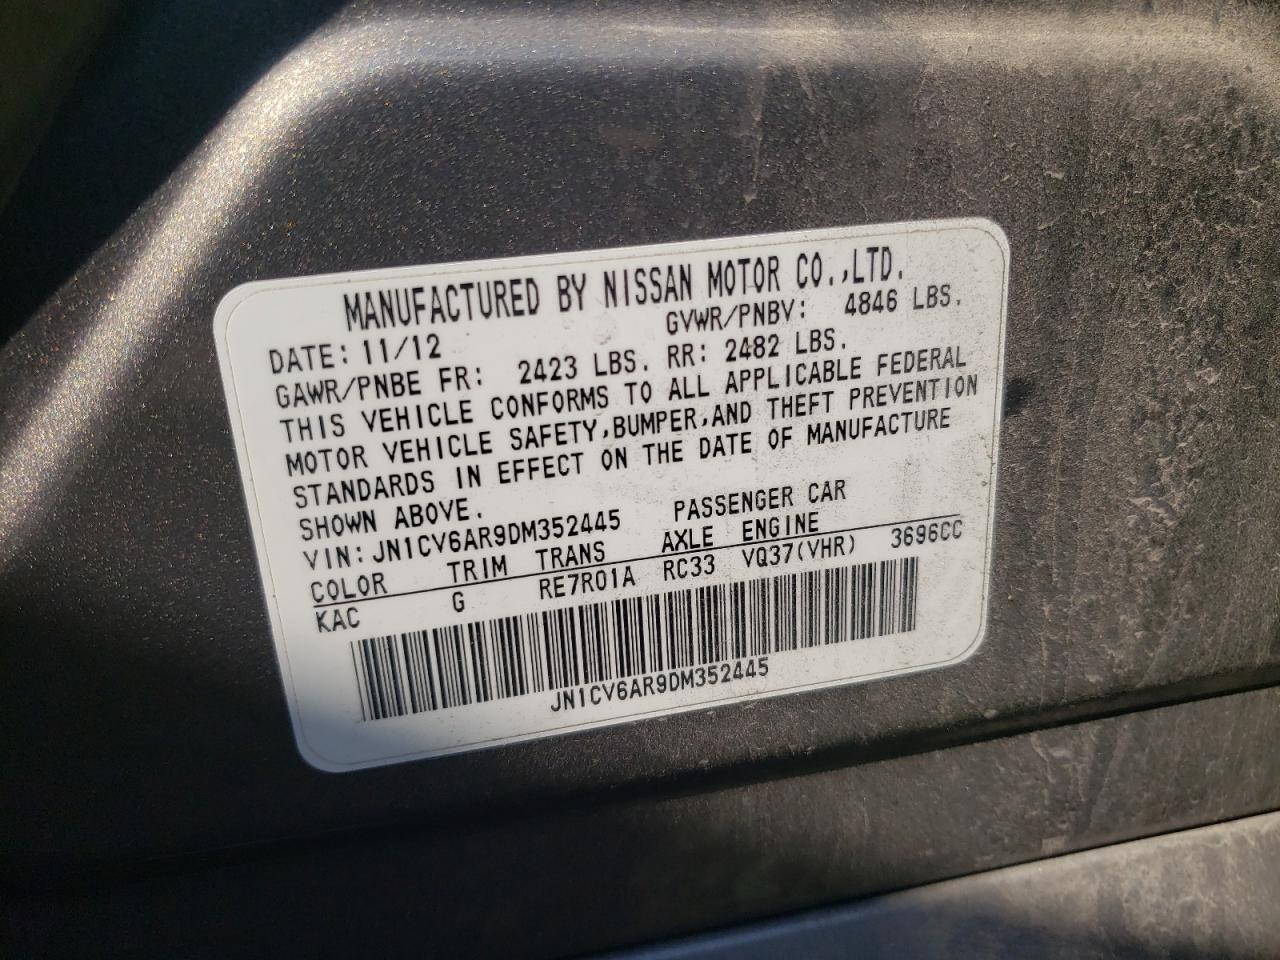 MANUFACTURED BY NISSAN MOTOR CO.,LTD.
DATE: 11/12 GVWR/PNBV: 4846 LBS.
GAWR/PNBE FR: 2423 LBS. RR: 2482 LBS.
THIS VEHICLE CONFORMS TO ALL APPLICABLE FEDERAL
MOTOR VEHICLE SAFETY,BUMPER,AND THEFT PREVENTION
STANDARDS IN EFFECT ON THE DATE OF MANUFACTURE
SHOWN ABOVE.
VIN: JN1CV6AR9DM352445 PASSENGER CAR
COLOR TRIM TRANS AXLE ENGINE
KAC G RE7R01A RC33 VQ37(VHR) 3696CC
JN1CV6AR9DM352445